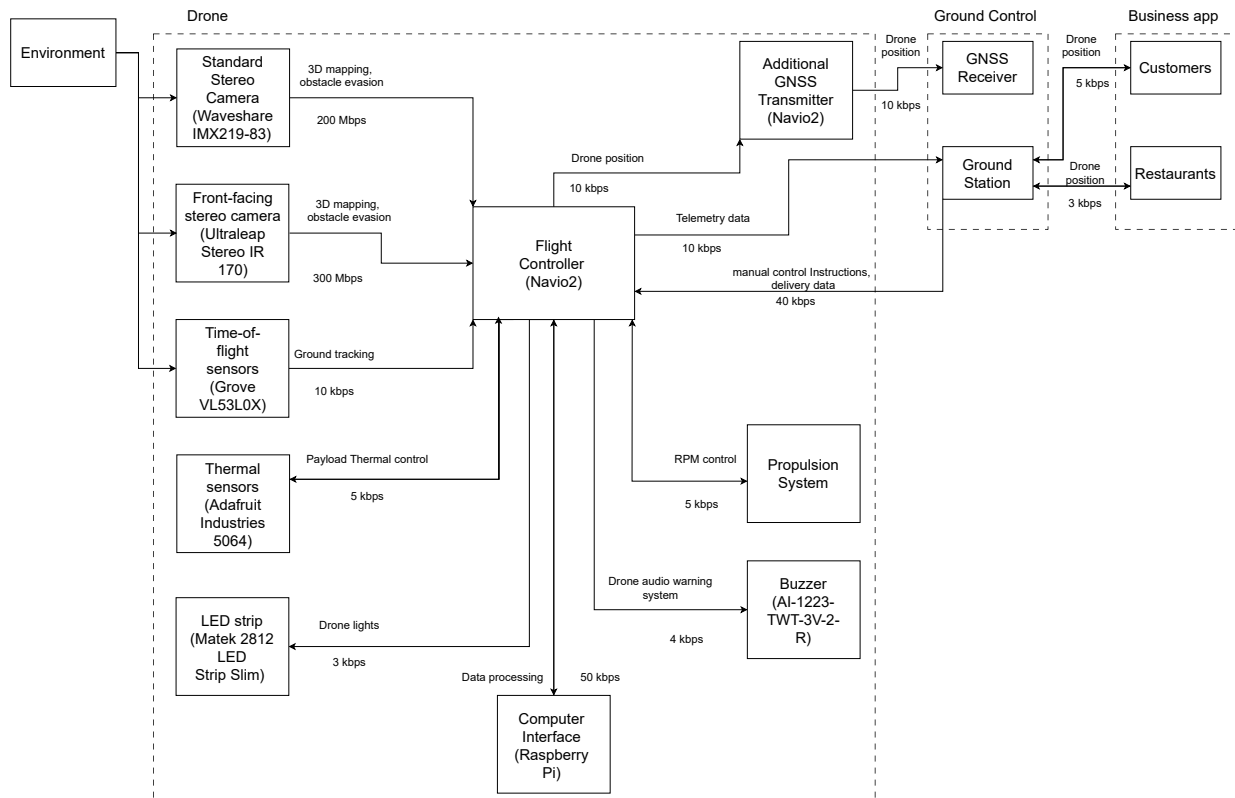 Drone
Ground Control
Business app
Environment
Standard
Stereo
Camera
(Waveshare
IMX219-83)
3D mapping,
obstacle evasion
200 Mbps
Additional
GNSS
Transmitter
(Navio2)
Drone
position
10 kbps
GNSS
Receiver
Drone
position
5 kbps
Customers
Front-facing
stereo camera
(Ultraleap
Stereo IR
170)
3D mapping,
obstacle evasion
300 Mbps
Drone position
10 kbps
Ground
Station
Drone
position
3 kbps
Restaurants
Flight
Controller
(Navio2)
Telemetry data
10 kbps
manual control Instructions,
delivery data
40 kbps
Time-of-
flight
sensors
(Grove
VL53L0X)
Ground tracking
10 kbps
Thermal
sensors
(Adafruit
Industries
5064)
Payload Thermal control
5 kbps
RPM control
5 kbps
Propulsion
System
LED strip
(Matek 2812
LED
Strip Slim)
Drone lights
3 kbps
Drone audio warning
system
4 kbps
Buzzer
(AI-1223-
TWT-3V-2-
R)
Data processing
50 kbps
Computer
Interface
(Raspberry
Pi)